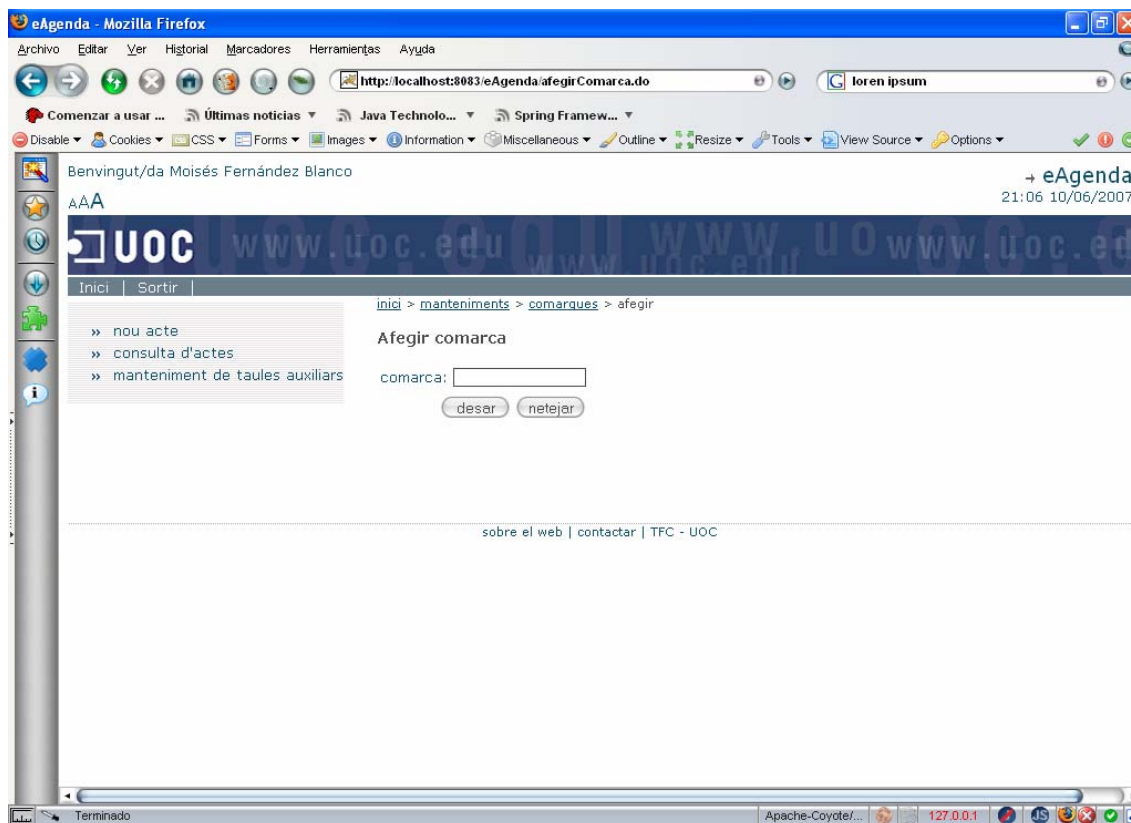 eAgenda - Mozilla Firefox
Archivo Editar Ver Historial Marcadores Herramientas Ayuda
http://localhost:8083/eAgenda/afegirComarca.do loren ipsum
Comenzar a usar ... Últimas noticias Java Technolo... Spring Framew...
Disable Cookies CSS Forms Images Information Miscellaneous Outline Resize Tools View Source Options
Benvingut/da Moisés Fernández Blanco
→ eAgenda
AAA
21:06 10/06/2007
UOC www.uoc.edu www.uoc.edu www.uoc.ed
Inici | Sortir |
inici > manteniments > comarques > afegir
» nou acte
» consulta d'actes
» manteniment de taules auxiliars
Afegir comarca
comarca:
desar netejar
sobre el web | contactar | TFC - UOC
Terminado Apache-Coyote/... 127.0.0.1 JS